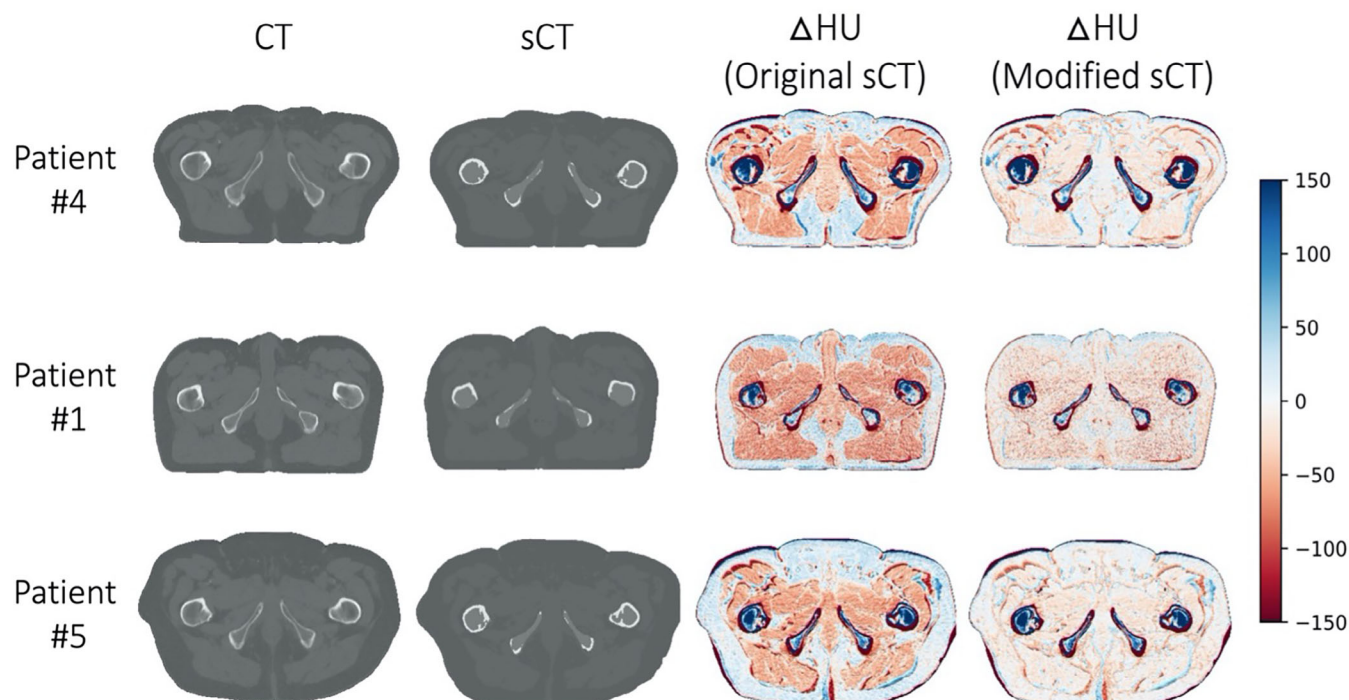 CT
sCT
ΔHU
(Original sCT)
ΔHU
(Modified sCT)
Patient
#4
Patient
#1
Patient
#5
150
100
50
0
−50
−100
−150